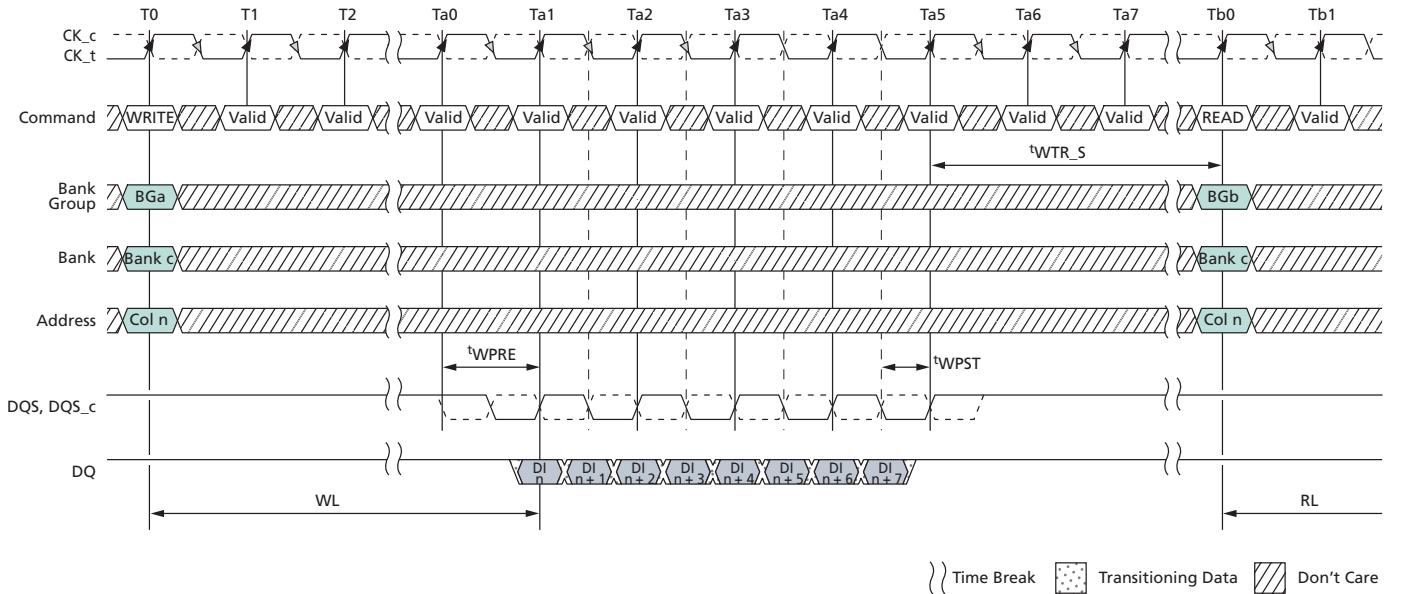 T0 T1 T2 Ta0 Ta1 Ta2 Ta3 Ta4 Ta5 Ta6 Ta7 Tb0 Tb1
CK_c
CK_t
Command WRITE Valid Valid Valid Valid Valid Valid Valid Valid Valid Valid READ Valid
tWTR_S
Bank Group BGa BGb
Bank Bank c Bank c
Address Col n Col n
tWPRE tWPST
DQS, DQS_c
DQ DI n DI n + 1 DI n + 2 DI n + 3 DI n + 4 DI n + 5 DI n + 6 DI n + 7
WL RL
Time Break Transitioning Data Don't Care